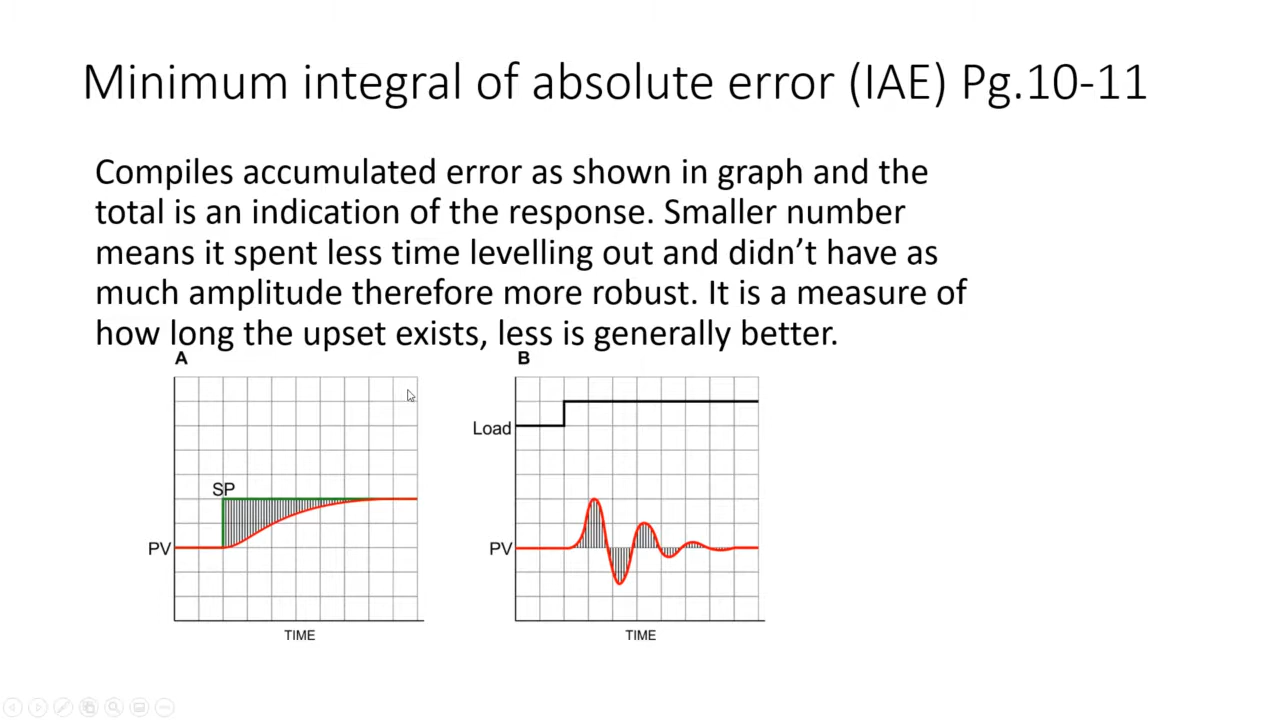 Minimum integral of absolute error (IAE) Pg.10-11
Compiles accumulated error as shown in graph and the
total is an indication of the response. Smaller number
means it spent less time levelling out and didn’t have as
much amplitude therefore more robust. It is a measure of
how long the upset exists, less is generally better.
A
SP
PV
TIME
B
Load
PV
TIME